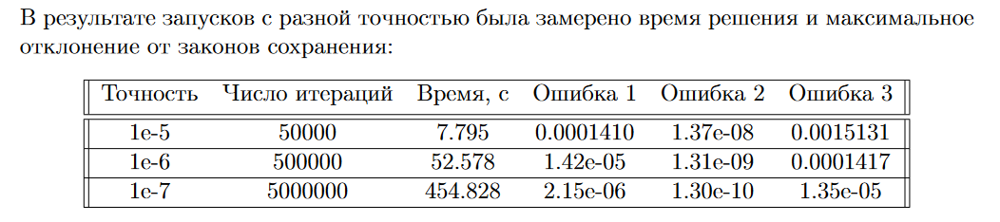 В результате запусков с разной точностью была замерено время решения и максимальное
отклонение от законов сохранения:
Точность Число итераций Время, с Ошибка 1 Ошибка 2 Ошибка 3
1e-5 50000 7.795 0.0001410 1.37e-08 0.0015131
1e-6 500000 52.578 1.42e-05 1.31e-09 0.0001417
1e-7 5000000 454.828 2.15e-06 1.30e-10 1.35e-05